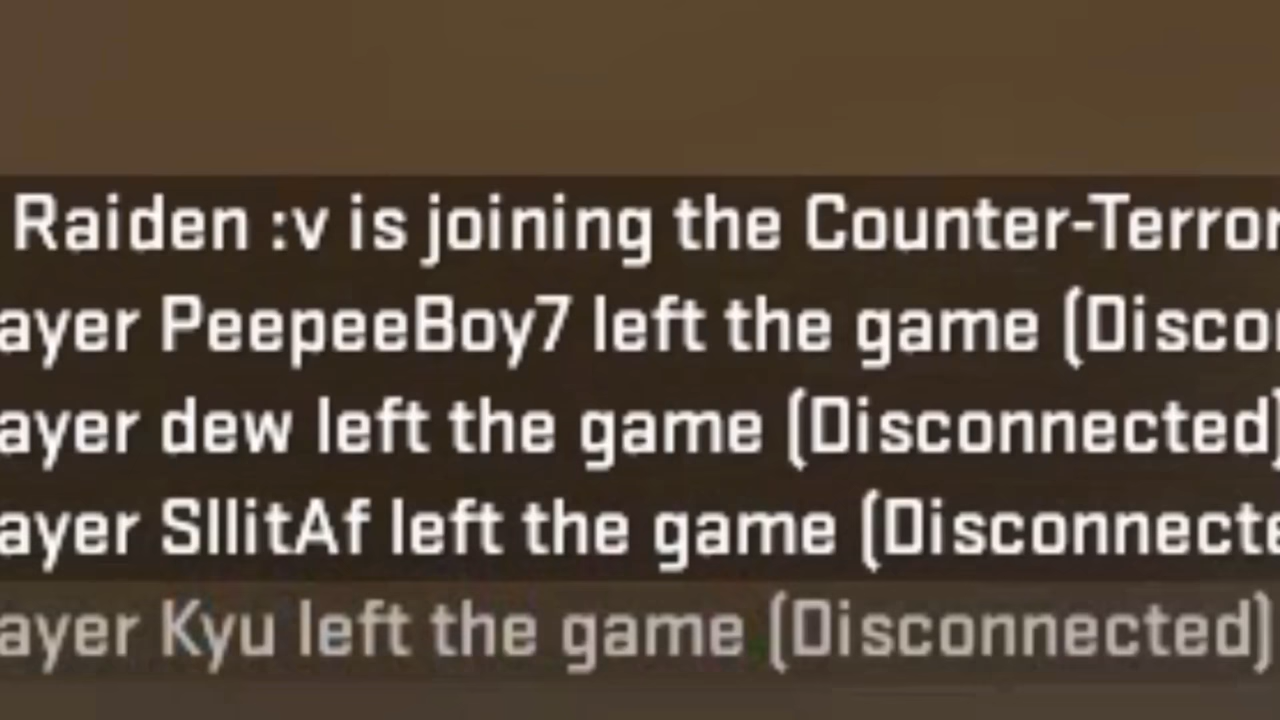 Raiden :v is joining the Counter-Terror
ayer PeepeeBoy7 left the game (Discon
ayer dew left the game (Disconnected)
ayer SllitAf left the game (Disconnecte
ayer Kyu left the game (Disconnected)